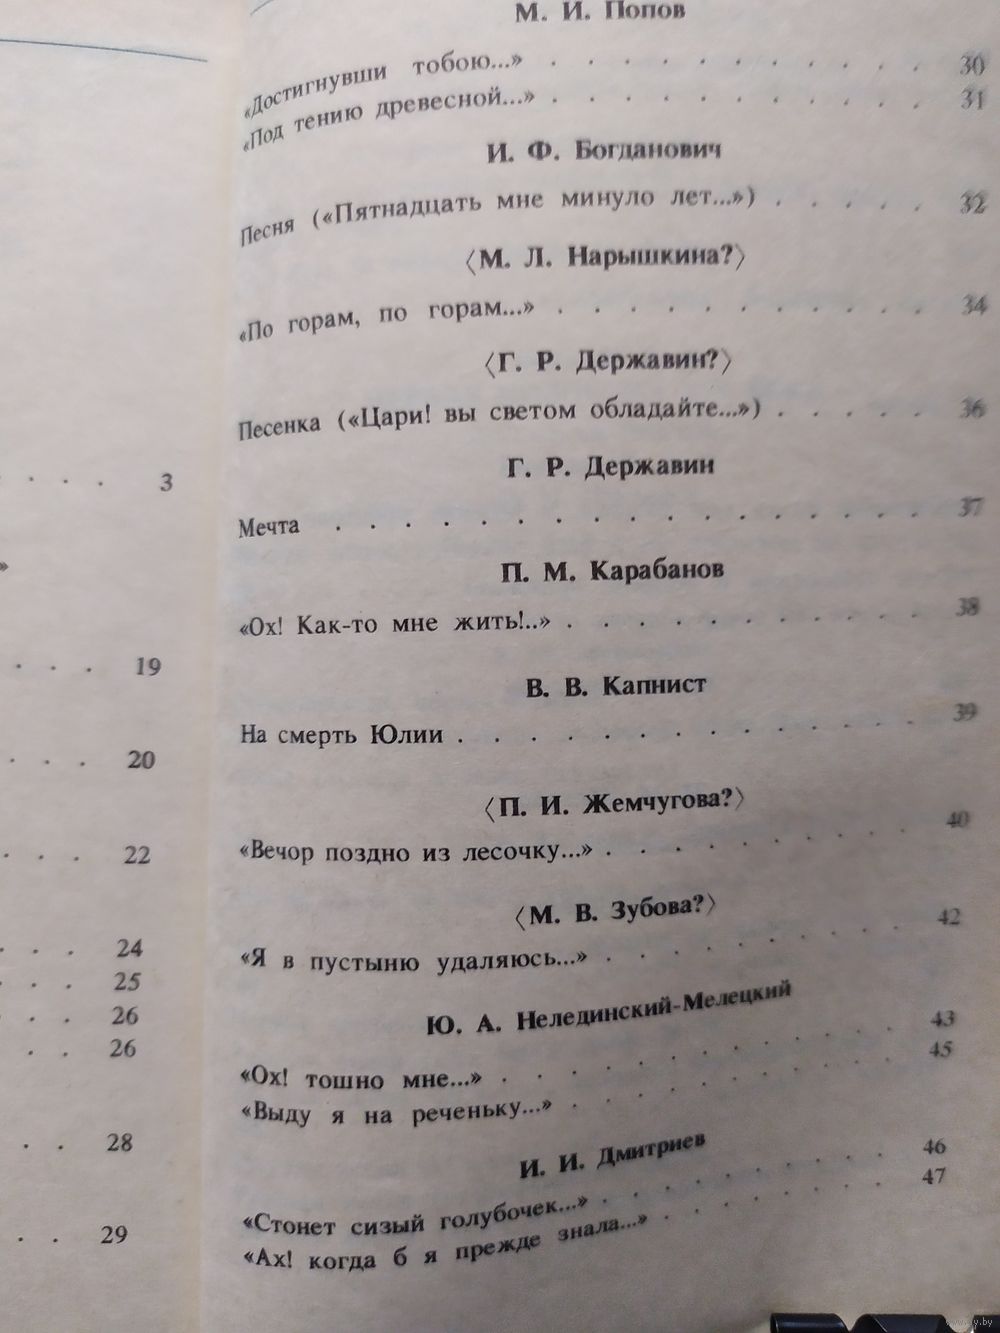 3
»
19
20
22
24
25
26
26
28
29
М. И. Попов
«Достигнувши тобою...» . . . . . . . . . . . 30
«Под тению древесной...» . . . . . . . . . . . 31
И. Ф. Богданович
Песня («Пятнадцать мне минуло лет...») . . . . . 32
〈М. Л. Нарышкина?〉
«По горам, по горам...» . . . . . . . . . . . 34
〈Г. Р. Державин?〉
Песенка («Цари! вы светом обладайте...») . . . . . 36
Г. Р. Державин
Мечта . . . . . . . . . . . . . . . . . 37
П. М. Карабанов
«Ох! Как-то мне жить!..» . . . . . . . . . . . 38
В. В. Капнист
На смерть Юлии . . . . . . . . . . . . . . 39
〈П. И. Жемчугова?〉
«Вечор поздно из лесочку...» . . . . . . . . . . 40
〈М. В. Зубова?〉
«Я в пустыню удаляюсь...» . . . . . . . . . . 42
Ю. А. Нелединский-Мелецкий
«Ох! тошно мне...» . . . . . . . . . . . . 43
«Выду я на реченьку...» . . . . . . . . . . 45
И. И. Дмитриев
«Стонет сизый голубочек...» . . . . . . . . . . 46
«Ах! когда б я прежде знала...» . . . . . . . . 47